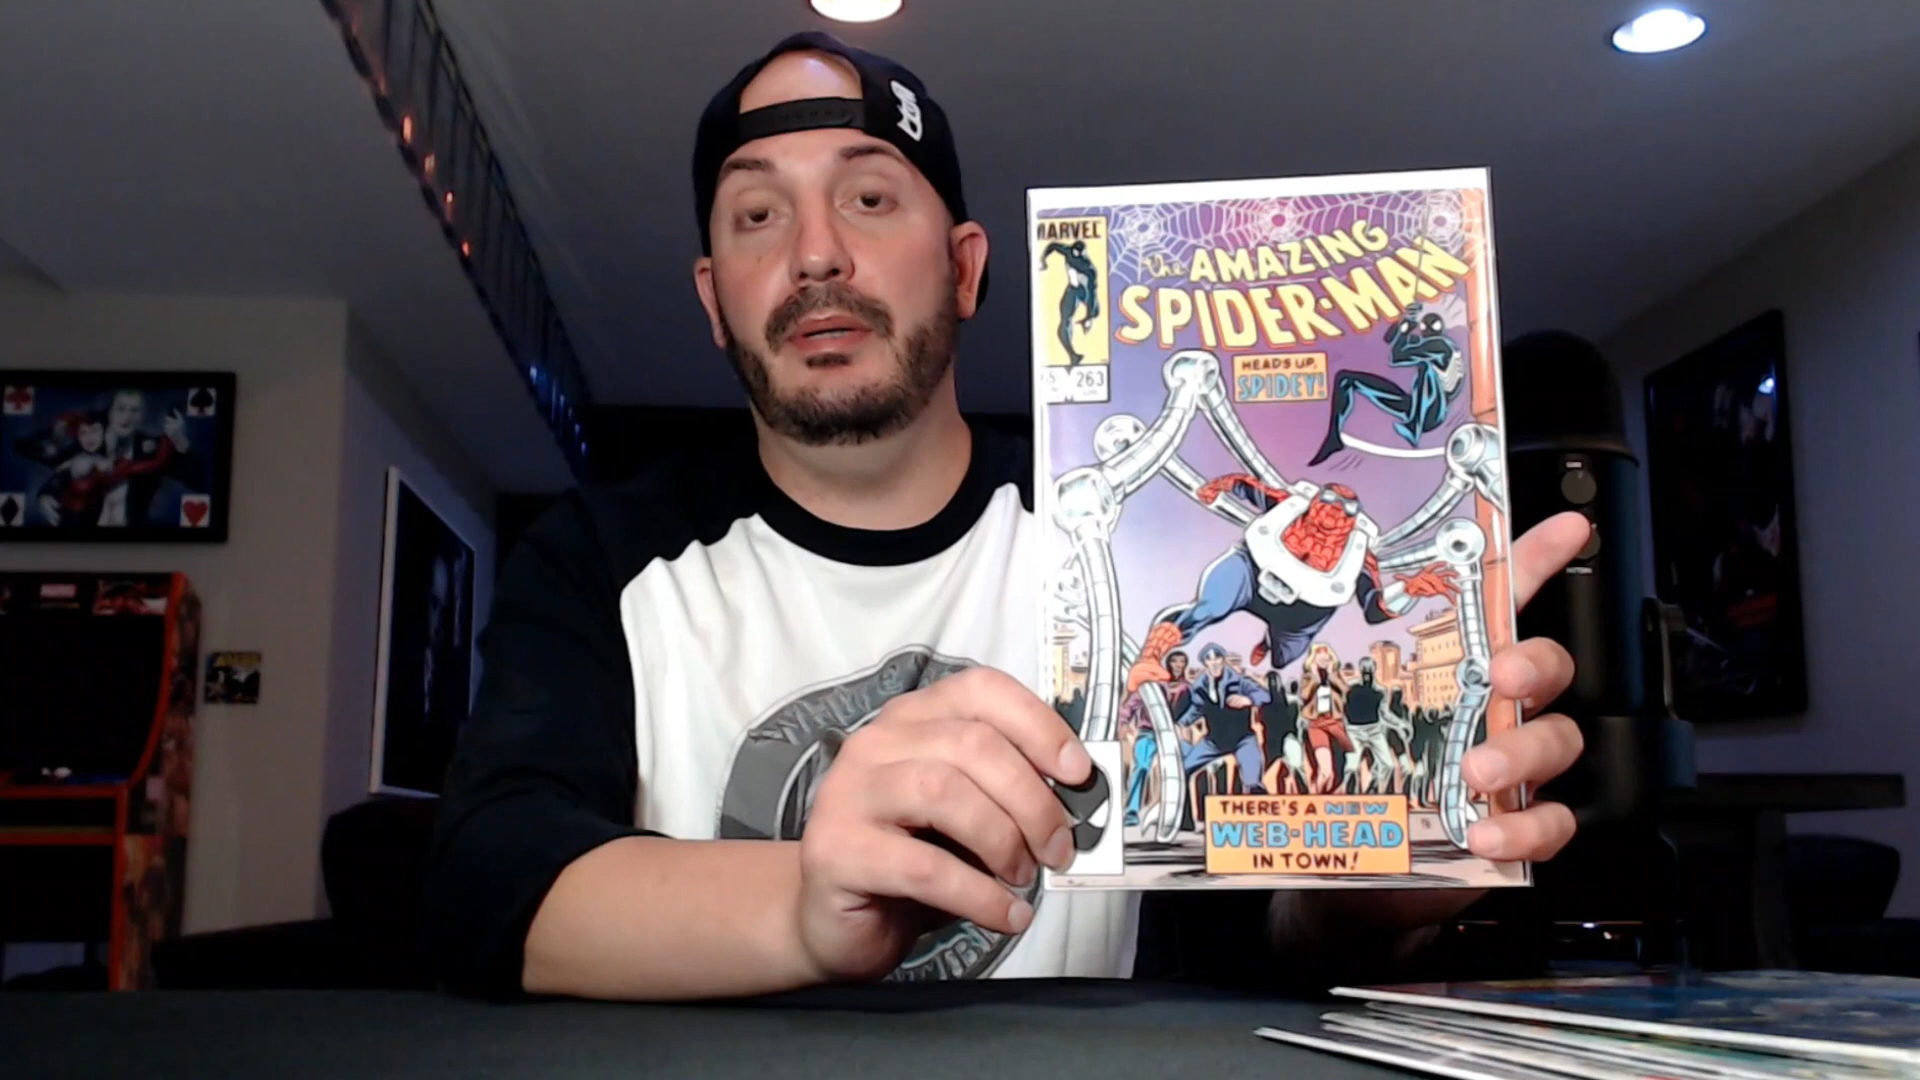 MARVEL
the AMAZING
SPIDER-MAN
HEADS UP,
SPIDEY!
263
THERE'S A NEW
WEB-HEAD
IN TOWN!